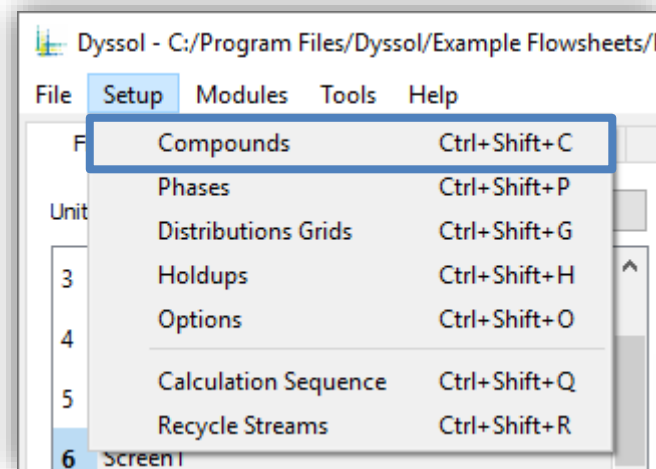 Dyssol - C:/Program Files/Dyssol/Example Flowsheets/
File Setup Modules Tools Help
F
Compounds Ctrl+Shift+C
Phases Ctrl+Shift+P
Unit
Distributions Grids Ctrl+Shift+G
3 Holdups Ctrl+Shift+H
Options Ctrl+Shift+O
4
Calculation Sequence Ctrl+Shift+Q
5
Recycle Streams Ctrl+Shift+R
6 Screen1